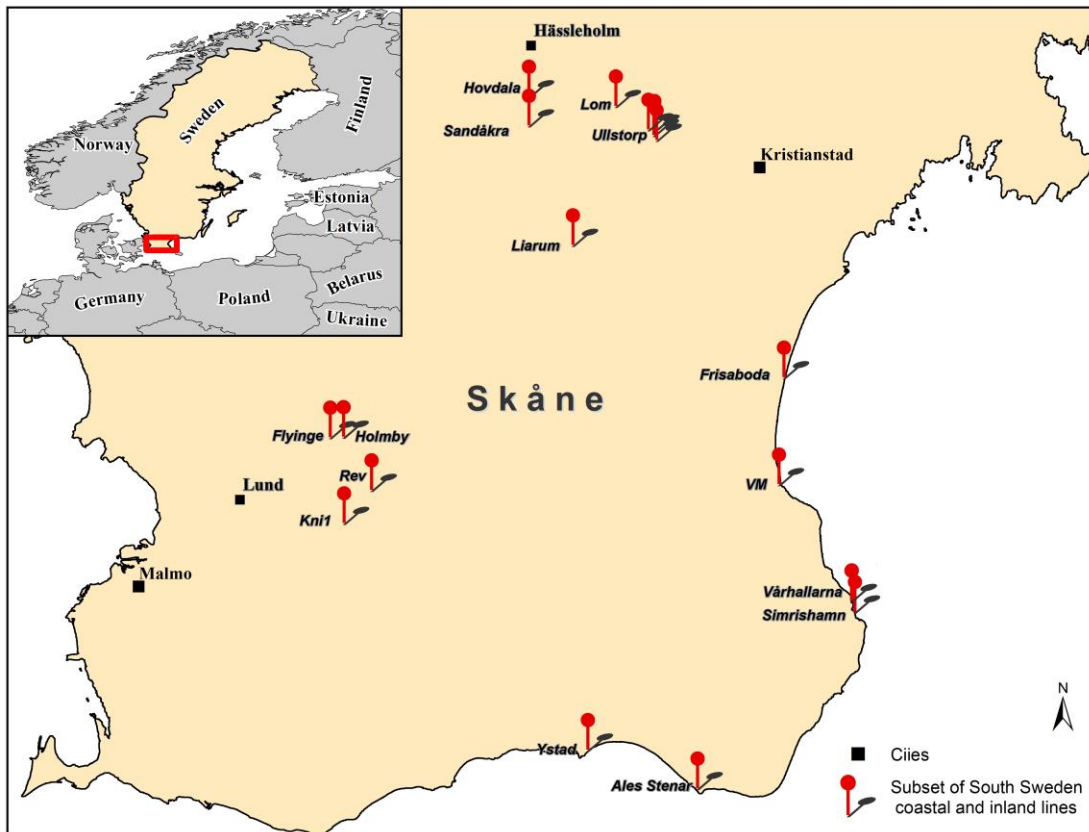 Norway
Sweden
Finland
Estonia
Latvia
Belarus
Germany
Poland
Ukraine
Hässleholm
Hovdala
Lom
Sandåkra
Ullstorp
Kristianstad
Liarum
Frisaboda
Skåne
Flyinge
Holmby
Rev
VM
Lund
Kni1
Malmo
Vårhallarna
Simrishamn
Ystad
Ales Stenar
N
Ciies
Subset of South Sweden
coastal and inland lines